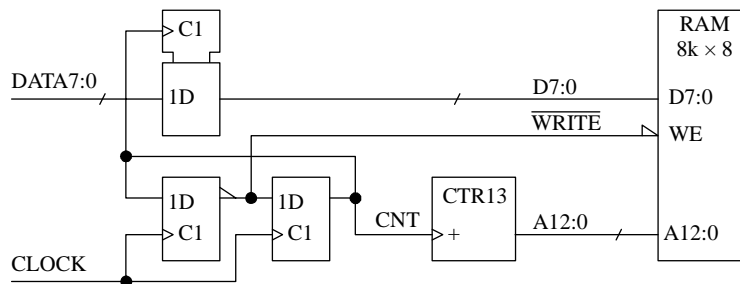 C1
RAM
8k × 8
DATA7:0
1D
D7:0
D7:0
WRITE
WE
1D
C1
1D
C1
CNT
CTR13
+
A12:0
A12:0
CLOCK